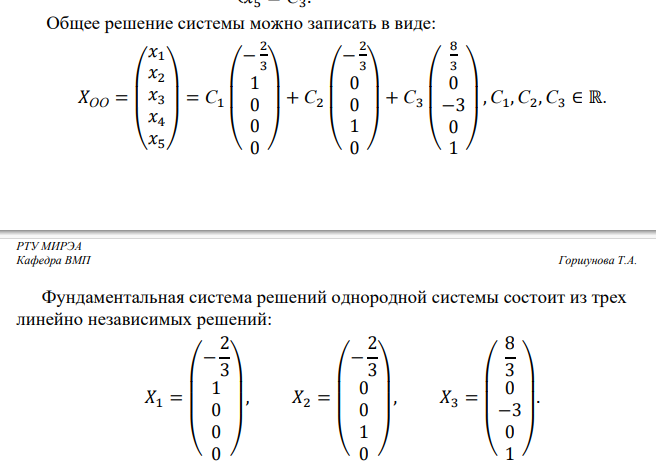 x₅ = C₃.
Общее решение системы можно записать в виде:
X_OO = (x₁ x₂ x₃ x₄ x₅) = C₁ (−2/3 1 0 0 0) + C₂ (−2/3 0 0 1 0) + C₃ (8/3 0 −3 0 1) , C₁, C₂, C₃ ∈ ℝ.
РТУ МИРЭА
Кафедра ВМП Горшунова Т.А.
Фундаментальная система решений однородной системы состоит из трех
линейно независимых решений:
X₁ = (−2/3 1 0 0 0), X₂ = (−2/3 0 0 1 0), X₃ = (8/3 0 −3 0 1).